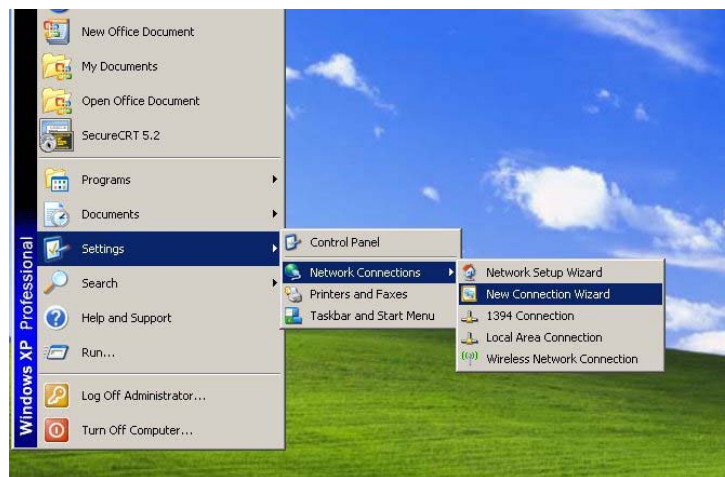 New Office Document
My Documents
Open Office Document
SecureCRT 5.2
Programs
Documents
Settings
Search
Help and Support
Run...
Log Off Administrator...
Turn Off Computer...
Windows XP Professional
Control Panel
Network Connections
Printers and Faxes
Taskbar and Start Menu
Network Setup Wizard
New Connection Wizard
1394 Connection
Local Area Connection
Wireless Network Connection